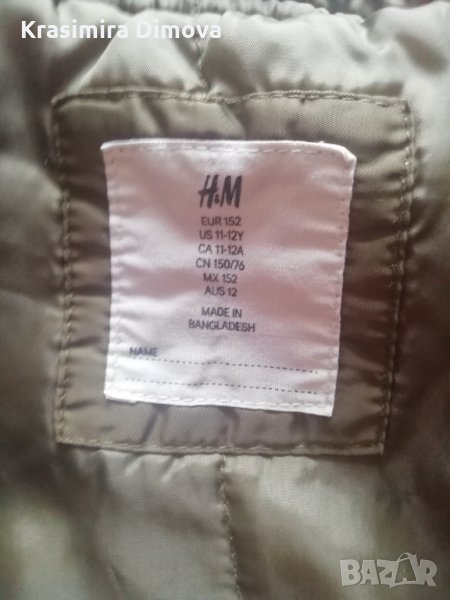 Krasimira Dimova
H&M
EUR 152
US 11-12Y
CA 11-12A
CN 150/76
MX 152
AUS 12
MADE IN
BANGLADESH
NAME
BAZAR